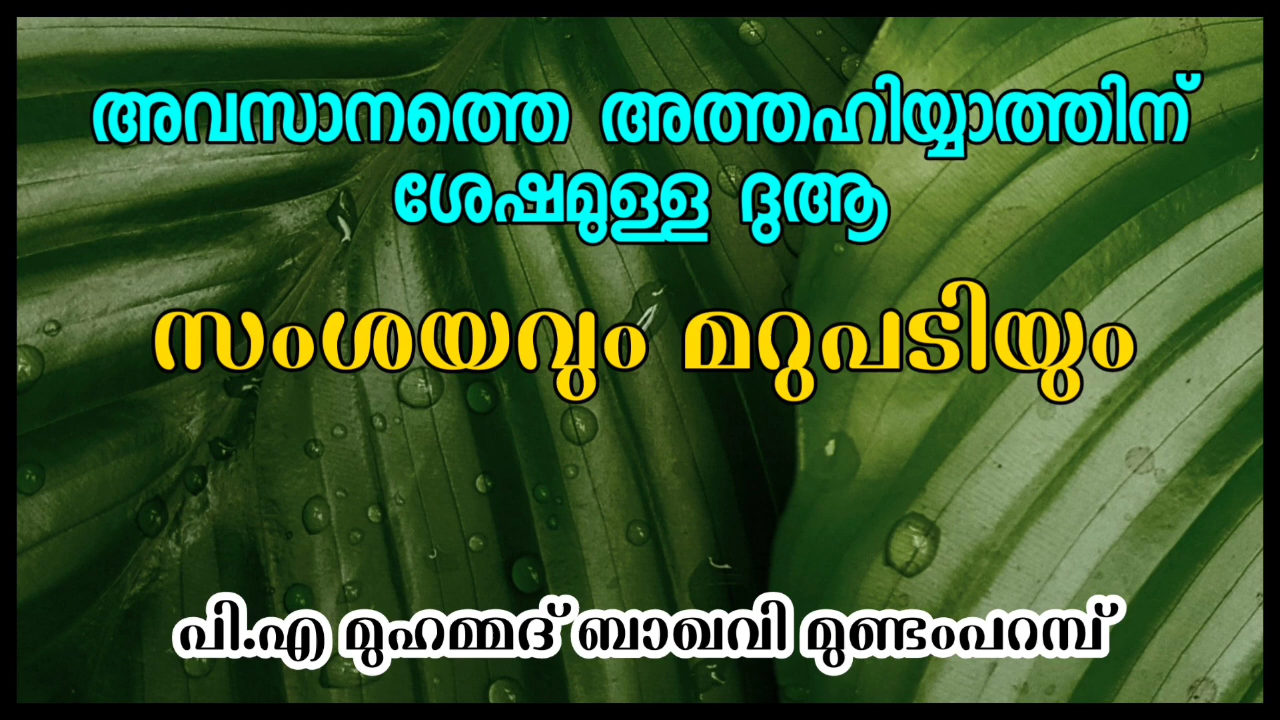 അവസാനത്തെ അത്തഹിയ്യാത്തിന്
ശേഷമുള്ള ദുആ
സംശയവും മറുപടിയും
പി.എ മുഹമ്മദ് ബാഖവി മുണ്ടംപറമ്പ്